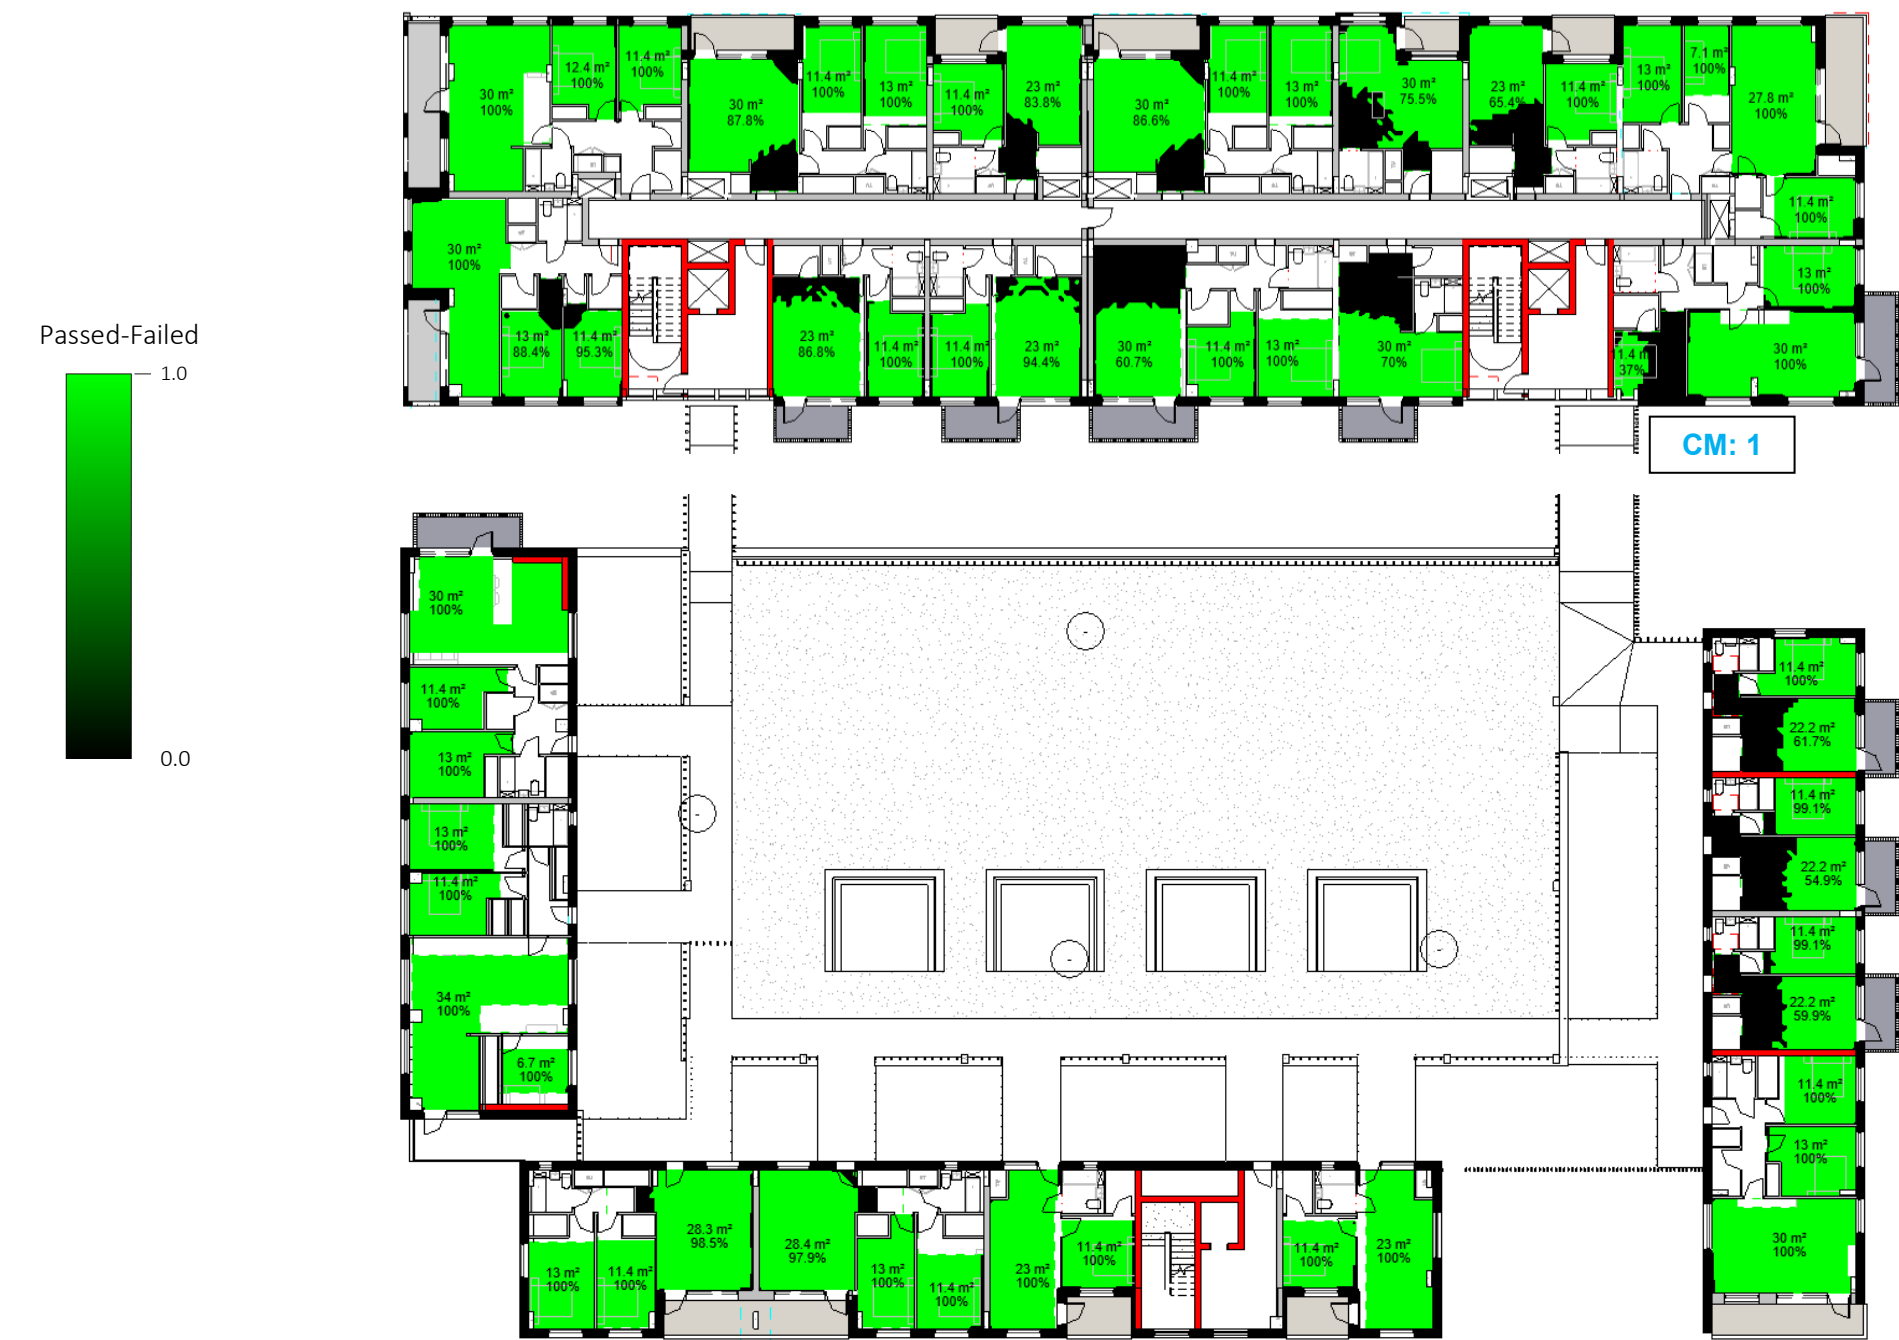 Passed-Failed
1.0
0.0
30 m²
100%
12.4 m²
100%
11.4 m²
100%
30 m²
87.8%
11.4 m²
100%
13 m²
100%
11.4 m²
100%
23 m²
83.8%
30 m²
86.6%
11.4 m²
100%
13 m²
100%
30 m²
75.5%
23 m²
65.4%
11.4 m²
100%
13 m²
100%
7.1 m²
100%
27.8 m²
100%
11.4 m²
100%
30 m²
100%
13 m²
88.4%
11.4 m²
95.3%
23 m²
86.8%
11.4 m²
100%
11.4 m²
100%
23 m²
94.4%
30 m²
60.7%
11.4 m²
100%
13 m²
100%
30 m²
70%
11.4 m
37%
13 m²
100%
30 m²
100%
CM: 1
30 m²
100%
11.4 m²
100%
13 m²
100%
13 m²
100%
11.4 m²
100%
34 m²
100%
6.7 m²
100%
11.4 m²
100%
22.2 m²
61.7%
11.4 m²
99.1%
22.2 m²
54.9%
11.4 m²
99.1%
22.2 m²
59.9%
11.4 m²
100%
13 m²
100%
30 m²
100%
13 m²
100%
11.4 m²
100%
28.3 m²
98.5%
28.4 m²
97.9%
13 m²
100%
11.4 m²
100%
23 m²
100%
11.4 m²
100%
11.4 m²
100%
23 m²
100%